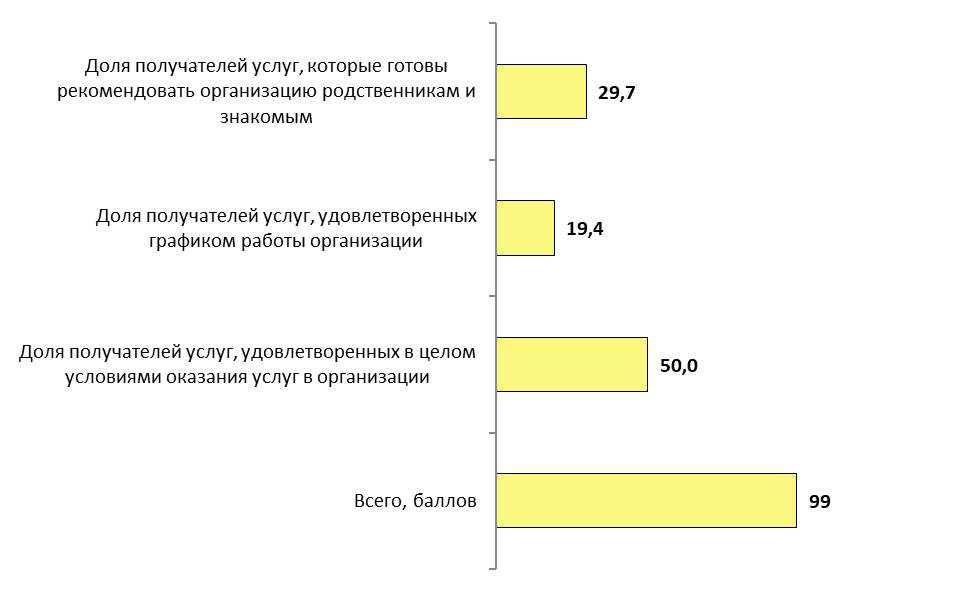 Доля получателей услуг, которые готовы
рекомендовать организацию родственникам и
знакомым
29,7
Доля получателей услуг, удовлетворенных
графиком работы организации
19,4
Доля получателей услуг, удовлетворенных в целом
условиями оказания услуг в организации
50,0
Всего, баллов
99